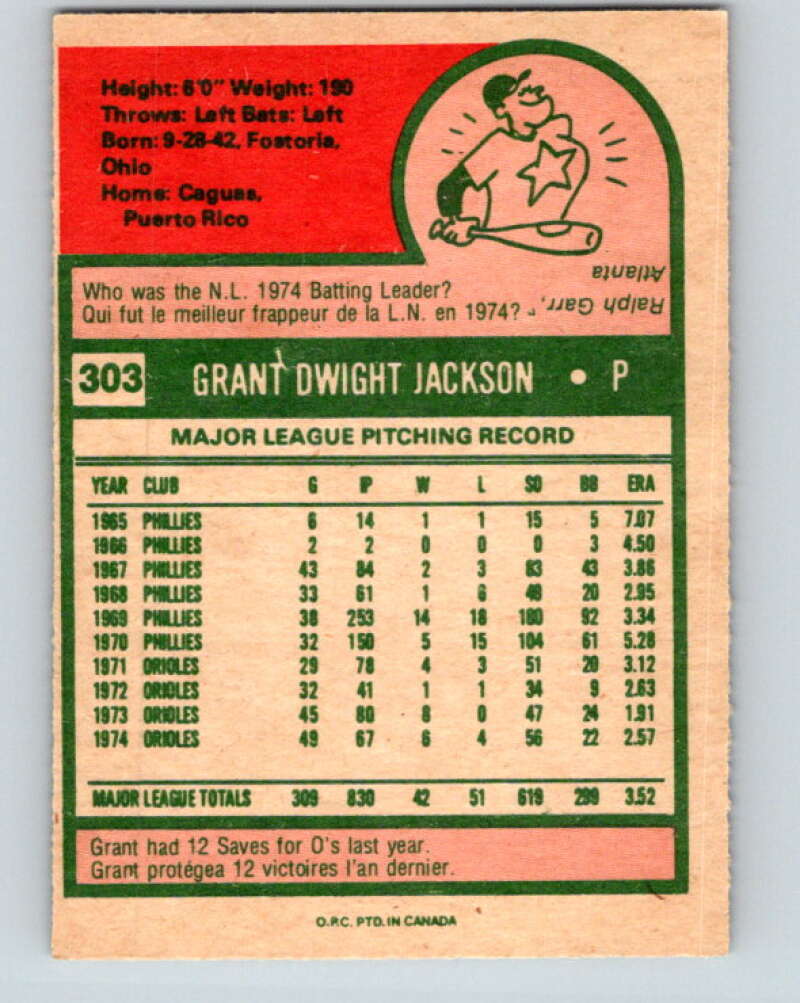 Height: 6'0" Weight: 190
Throws: Left Bats: Left
Born: 9-28-42, Fostoria,
Ohio
Home: Caguas,
Puerto Rico
Who was the N.L. 1974 Batting Leader?
Qui fut le meilleur frappeur de la L.N. en 1974?
Ralph Garr,
Atlanta
303 GRANT DWIGHT JACKSON • P
MAJOR LEAGUE PITCHING RECORD
YEAR CLUB G IP W L SO BB ERA
1965 PHILLIES 6 14 1 1 15 5 7.07
1966 PHILLIES 2 2 0 0 0 3 4.50
1967 PHILLIES 43 84 2 3 83 43 3.86
1968 PHILLIES 33 61 1 6 49 20 2.95
1969 PHILLIES 38 253 14 18 180 92 3.34
1970 PHILLIES 32 150 5 15 104 61 5.28
1971 ORIOLES 29 78 4 3 51 20 3.12
1972 ORIOLES 32 41 1 1 34 9 2.63
1973 ORIOLES 45 80 8 0 47 24 1.91
1974 ORIOLES 49 67 6 4 56 22 2.57
MAJOR LEAGUE TOTALS 309 830 42 51 619 299 3.52
Grant had 12 Saves for O's last year.
Grant protégea 12 victoires l'an dernier.
O.P.C. PTD. IN CANADA